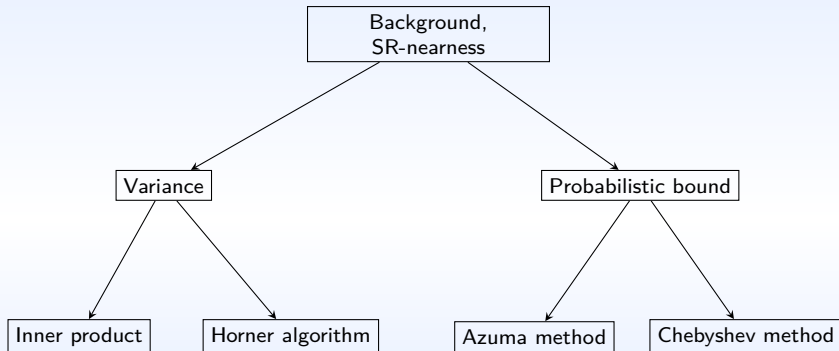 Background,
SR-nearness
Variance
Probabilistic bound
Inner product
Horner algorithm
Azuma method
Chebyshev method